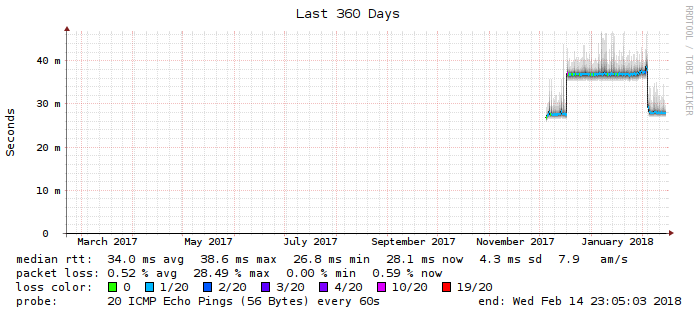 Last 360 Days
RRDTOOL / TOBI OETIKER
Seconds
40 m
30 m
20 m
10 m
0
March 2017 May 2017 July 2017 September 2017 November 2017 January 2018
median rtt: 34.0 ms avg 38.6 ms max 26.8 ms min 28.1 ms now 4.3 ms sd 7.9 am/s
packet loss: 0.52 % avg 28.49 % max 0.00 % min 0.59 % now
loss color: 0 1/20 2/20 3/20 4/20 10/20 19/20
probe: 20 ICMP Echo Pings (56 Bytes) every 60s end: Wed Feb 14 23:05:03 2018